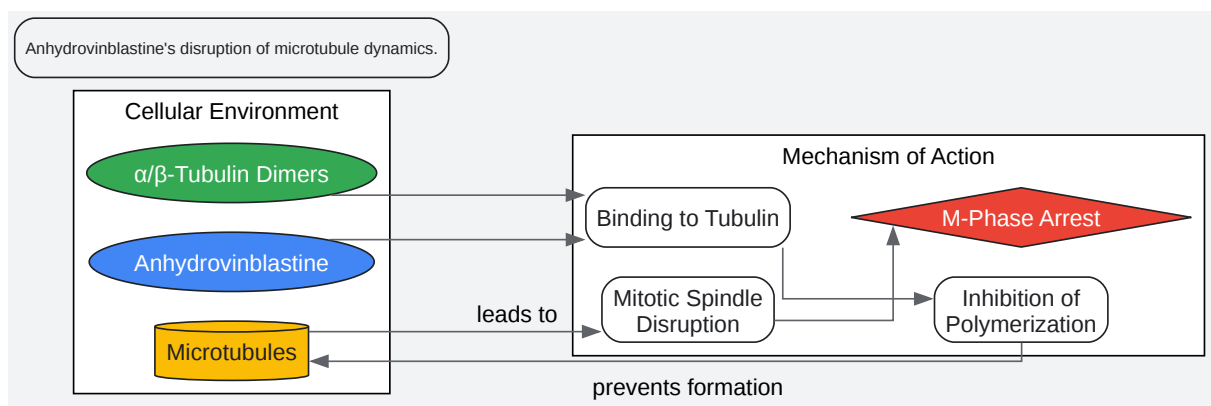 Anhydrovinblastine's disruption of microtubule dynamics.
Cellular Environment
α/β-Tubulin Dimers
Anhydrovinblastine
Microtubules
leads to
prevents formation
Mechanism of Action
Binding to Tubulin
M-Phase Arrest
Mitotic Spindle
Disruption
Inhibition of
Polymerization